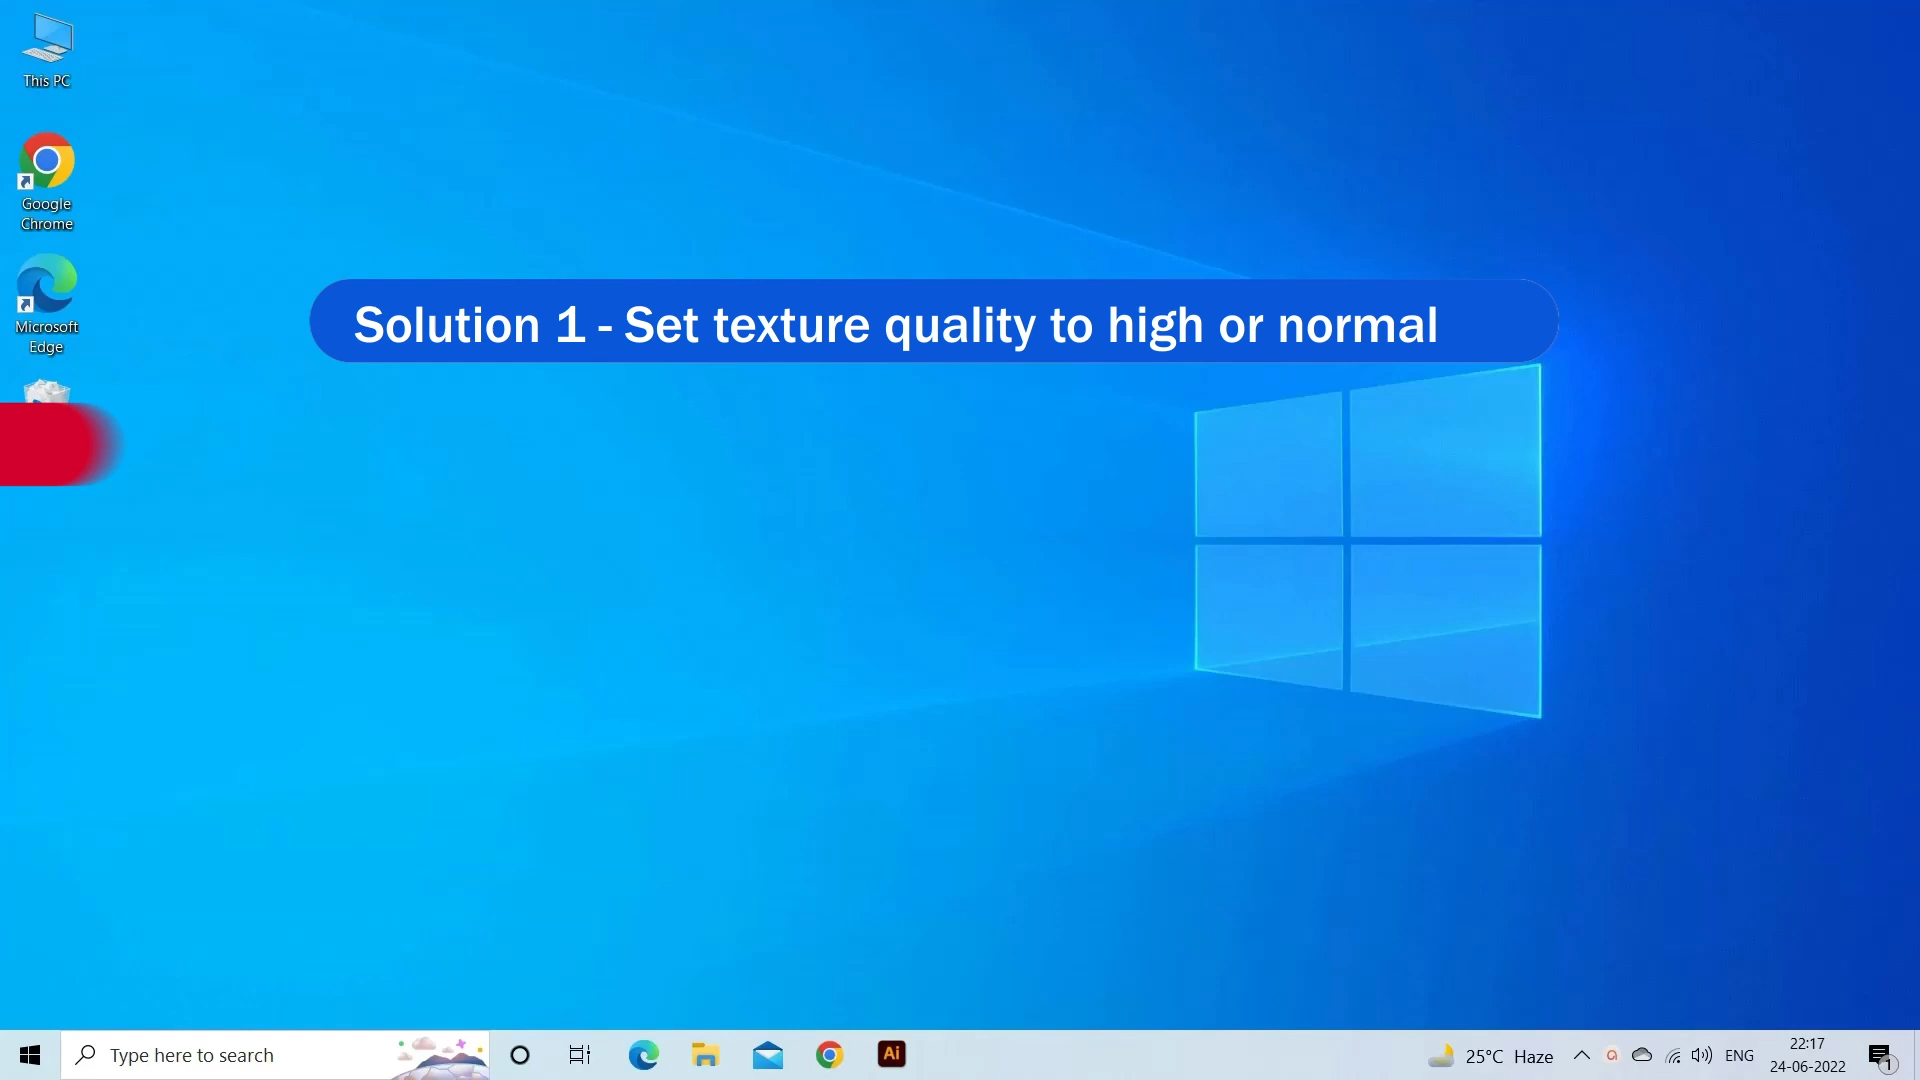 This PC
Google
Chrome
Microsoft
Edge
Solution 1 - Set texture quality to high or normal
Type here to search
Ai
25°C Haze
ENG
22:17
24-06-2022
1